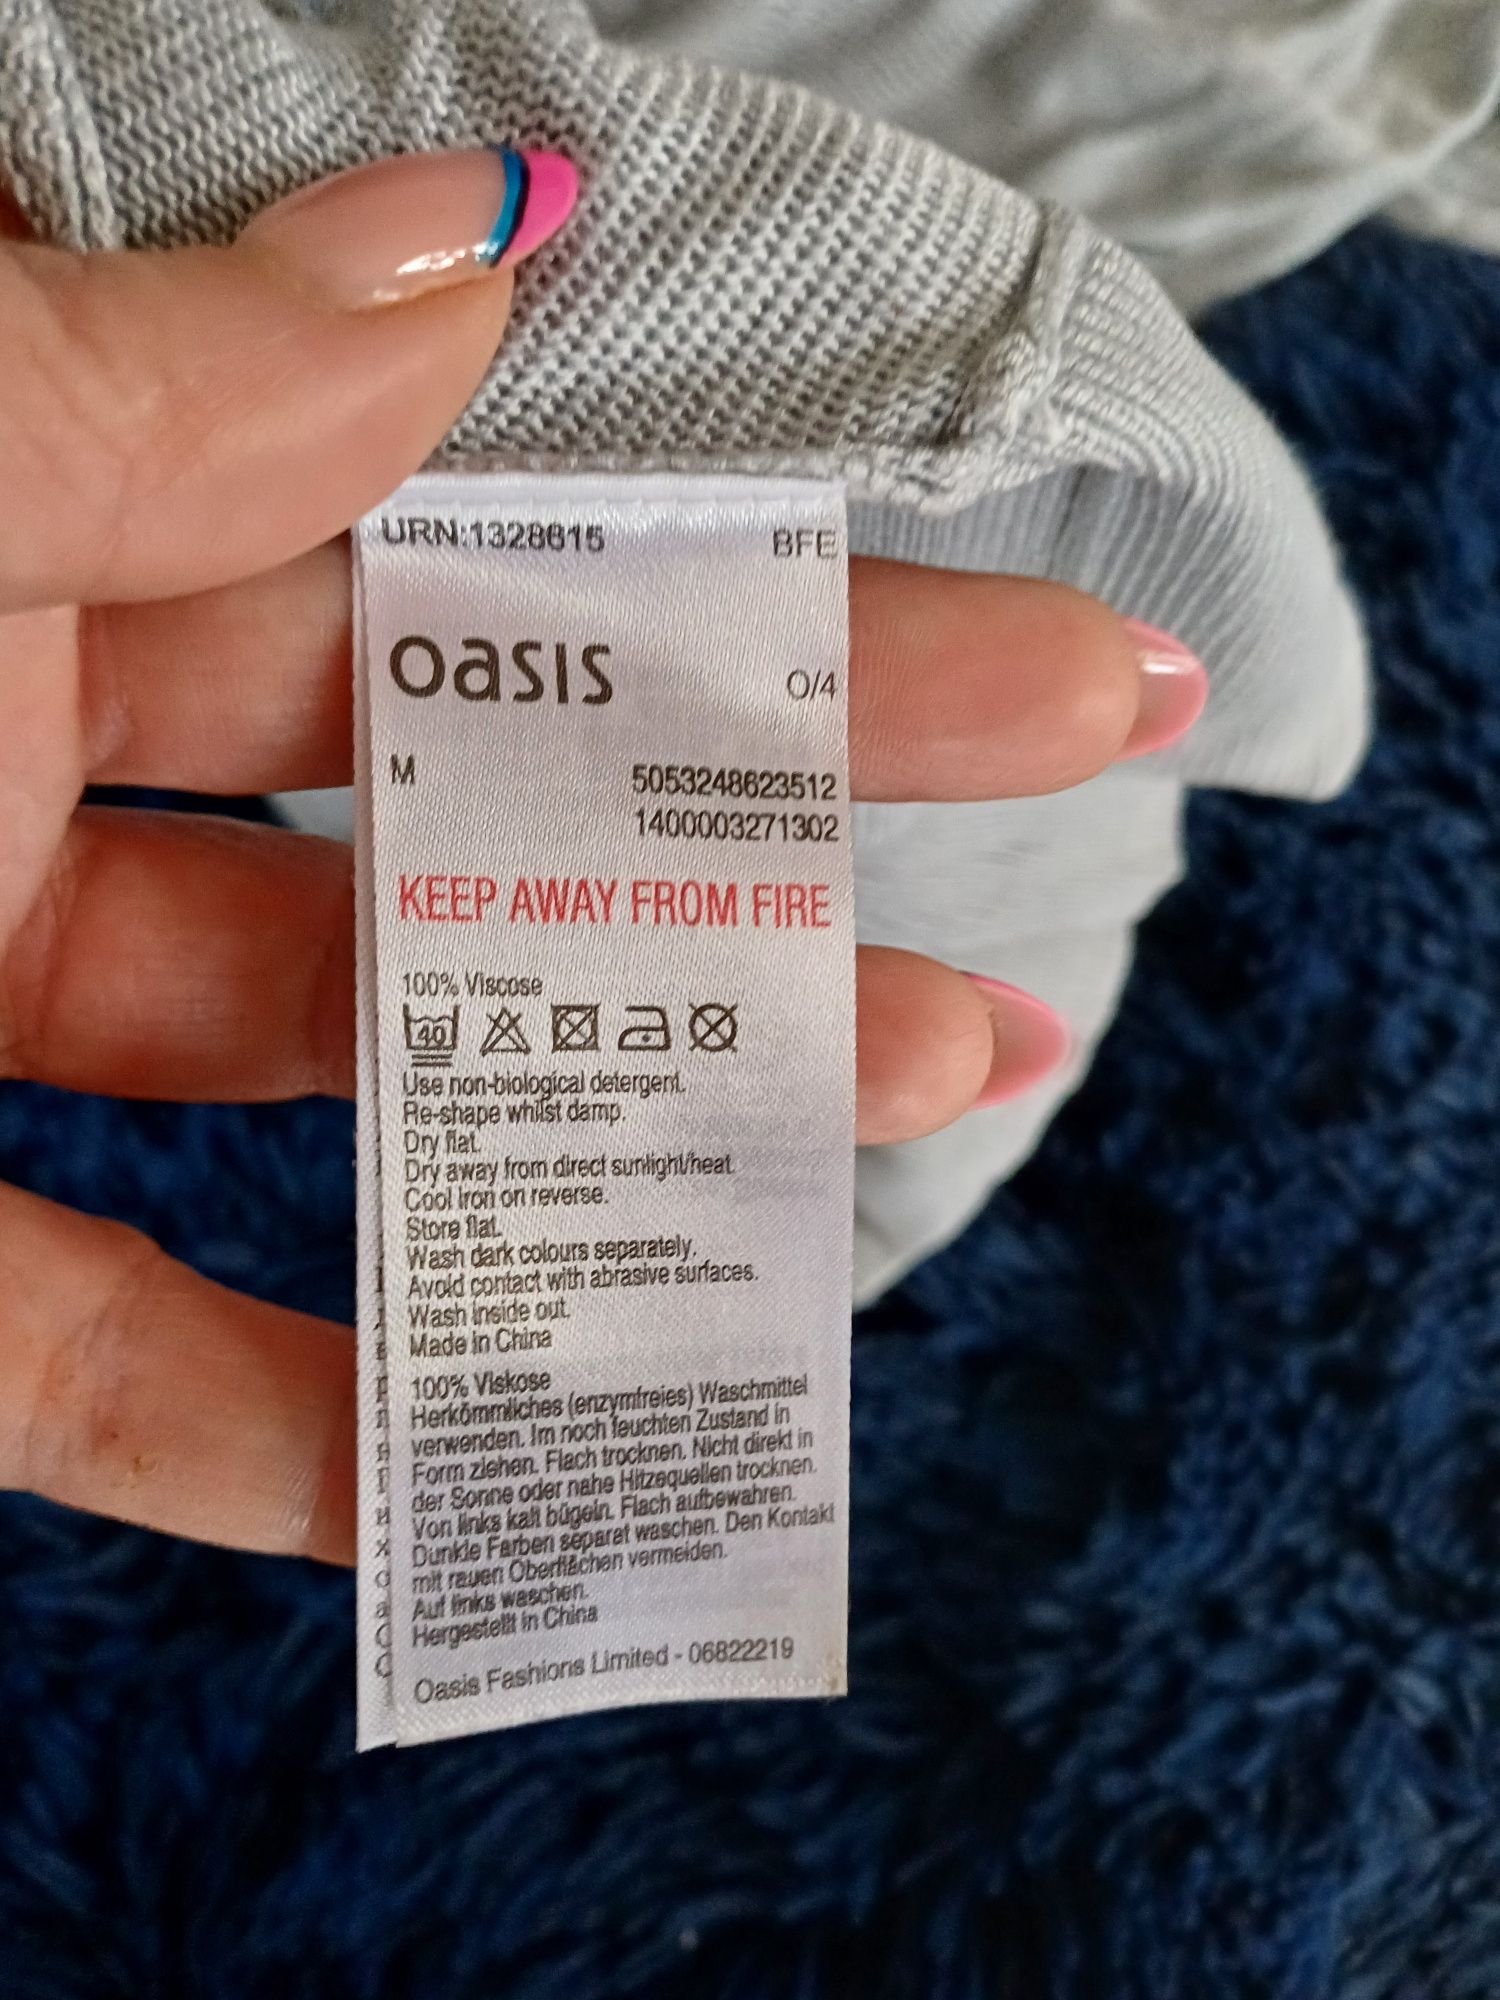 URN:1328615 BFE
oasis O/4
M 5053248623512
1400003271302
KEEP AWAY FROM FIRE
100% Viscose
40
Use non-biological detergent.
Re-shape whilst damp.
Dry flat.
Dry away from direct sunlight/heat.
Cool iron on reverse.
Store flat.
Wash dark colours separately.
Avoid contact with abrasive surfaces.
Wash inside out.
Made in China
100% Viskose
Herkömmliches (enzymfreies) Waschmittel
verwenden. Im noch feuchten Zustand in
Form ziehen. Flach trocknen. Nicht direkt in
der Sonne oder nahe Hitzequellen trocknen.
Von links kalt bügeln. Flach aufbewahren.
Dunkle Farben separat waschen. Den Kontakt
mit rauen Oberflächen vermeiden.
Auf links waschen.
Hergestellt in China
Oasis Fashions Limited - 06822219